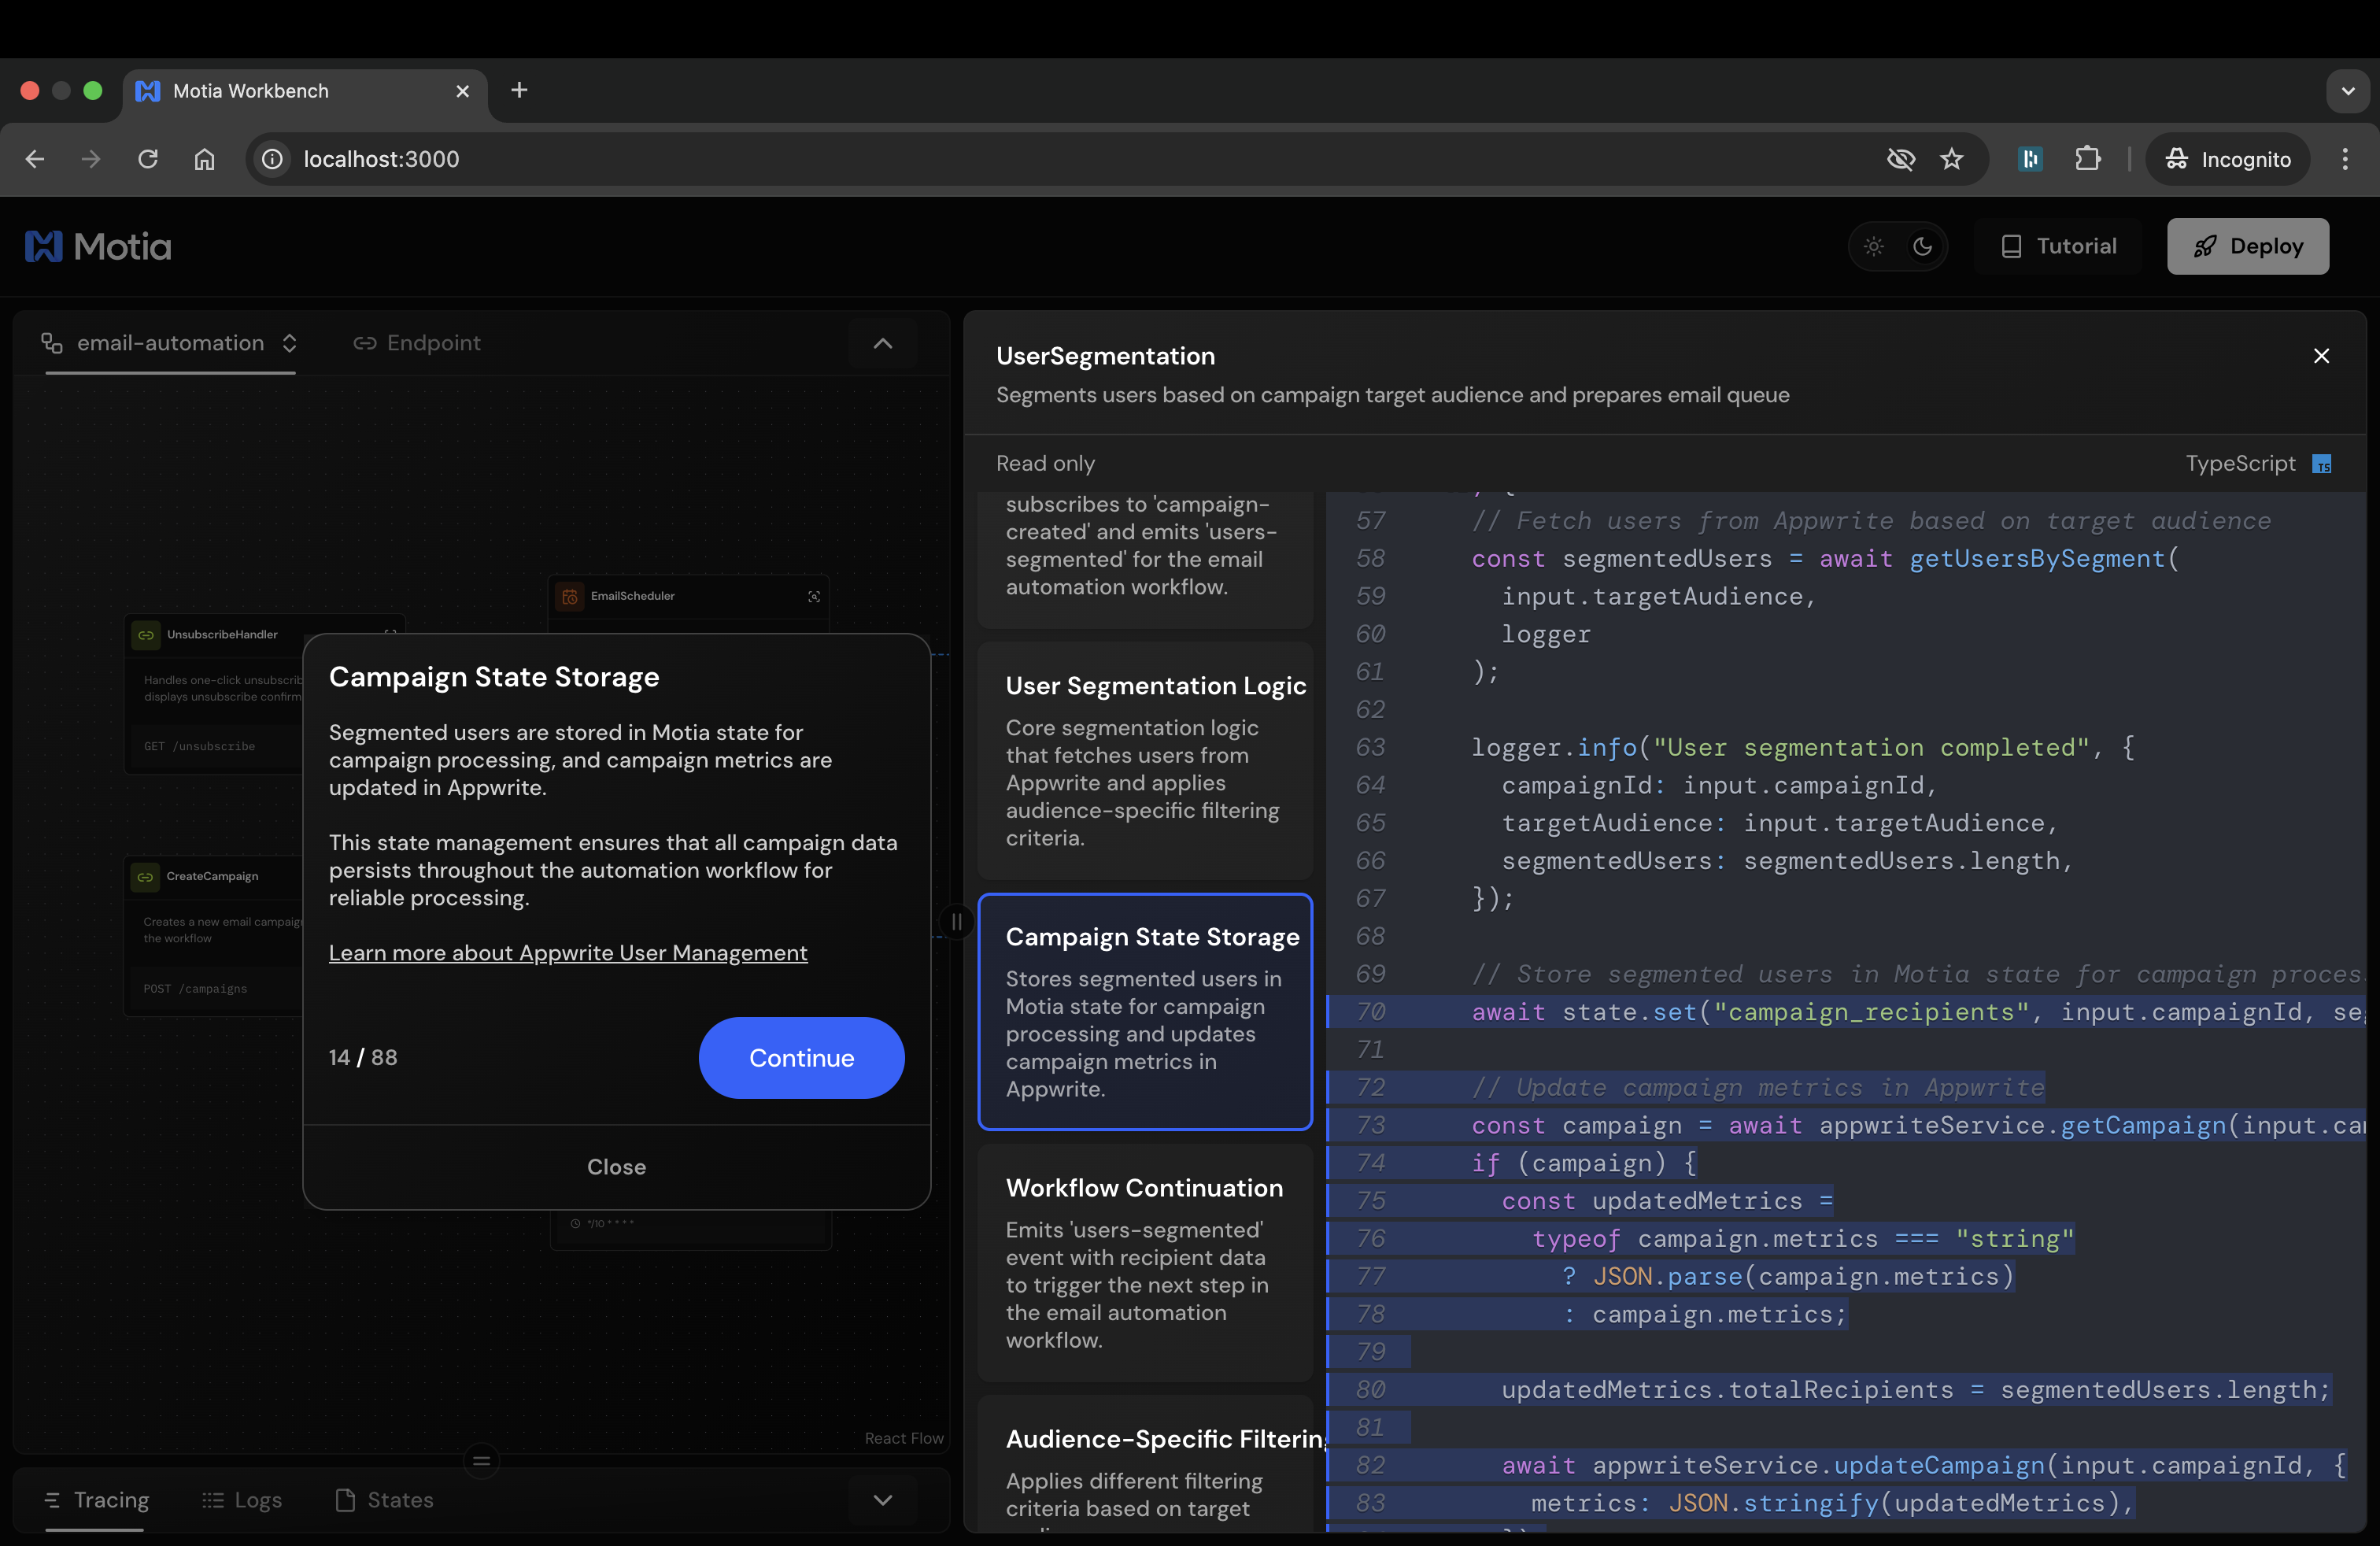 Motia Workbench
localhost:3000
Incognito
Motia
Tutorial
Deploy
email-automation
Endpoint
EmailScheduler
UnsubscribeHandler
Handles one-click
displays unsubscribe
GET /unsubscribe
CreateCampaign
Creates a new email
the workflow
POST /campaigns
Campaign State Storage
Segmented users are stored in Motia state for
campaign processing, and campaign metrics are
updated in Appwrite.
This state management ensures that all campaign data
persists throughout the automation workflow for
reliable processing.
Learn more about Appwrite User Management
14 / 88
Continue
Close
*/10 * * * *
React Flow
Tracing
Logs
States
UserSegmentation
Segments users based on campaign target audience and prepares email queue
Read only
TypeScript
TS
subscribes to 'campaign-
created' and emits 'users-
segmented' for the email
automation workflow.
User Segmentation Logic
Core segmentation logic
that fetches users from
Appwrite and applies
audience-specific filtering
criteria.
Campaign State Storage
Stores segmented users in
Motia state for campaign
processing and updates
campaign metrics in
Appwrite.
Workflow Continuation
Emits 'users-segmented'
event with recipient data
to trigger the next step in
the email automation
workflow.
Audience-Specific Filtering
Applies different filtering
criteria based on target
57 // Fetch users from Appwrite based on target audience
58 const segmentedUsers = await getUsersBySegment(
59 input.targetAudience,
60 logger
61 );
62
63 logger.info("User segmentation completed", {
64 campaignId: input.campaignId,
65 targetAudience: input.targetAudience,
66 segmentedUsers: segmentedUsers.length,
67 });
68
69 // Store segmented users in Motia state for campaign proces
70 await state.set("campaign_recipients", input.campaignId, se
71
72 // Update campaign metrics in Appwrite
73 const campaign = await appwriteService.getCampaign(input.ca
74 if (campaign) {
75 const updatedMetrics =
76 typeof campaign.metrics === "string"
77 ? JSON.parse(campaign.metrics)
78 : campaign.metrics;
79
80 updatedMetrics.totalRecipients = segmentedUsers.length;
81
82 await appwriteService.updateCampaign(input.campaignId, {
83 metrics: JSON.stringify(updatedMetrics),